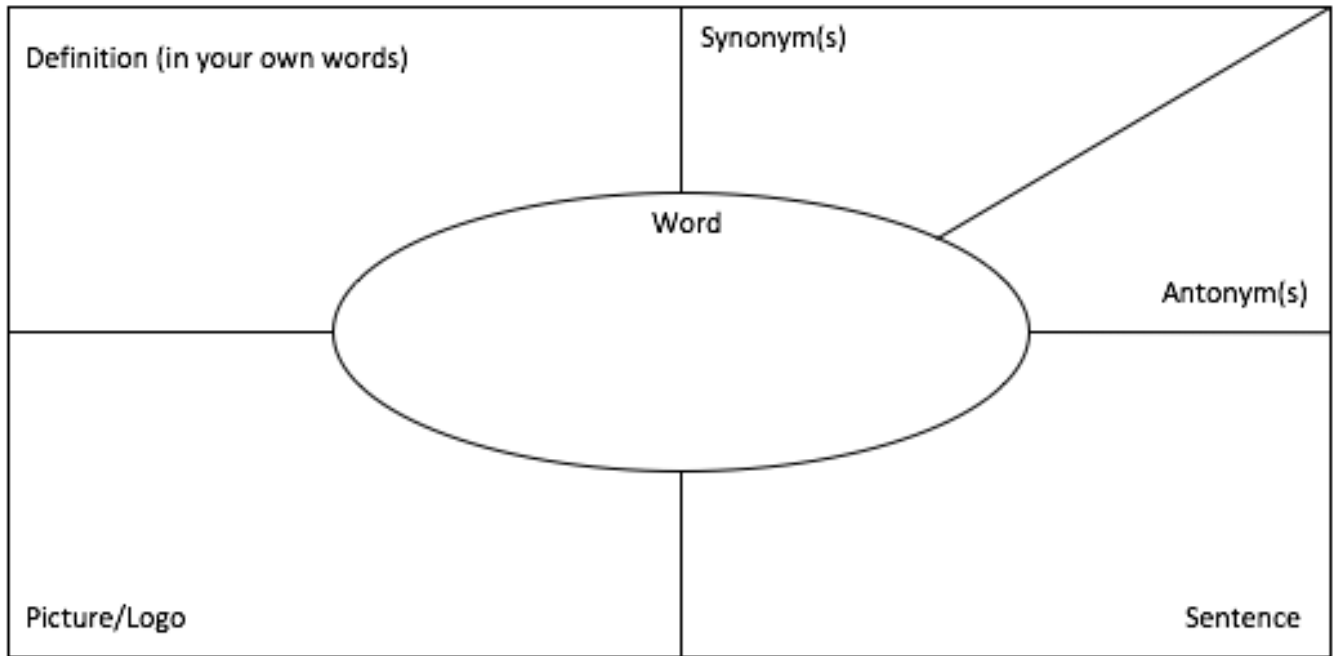 Definition (in your own words)
Synonym(s)
Word
Antonym(s)
Picture/Logo
Sentence